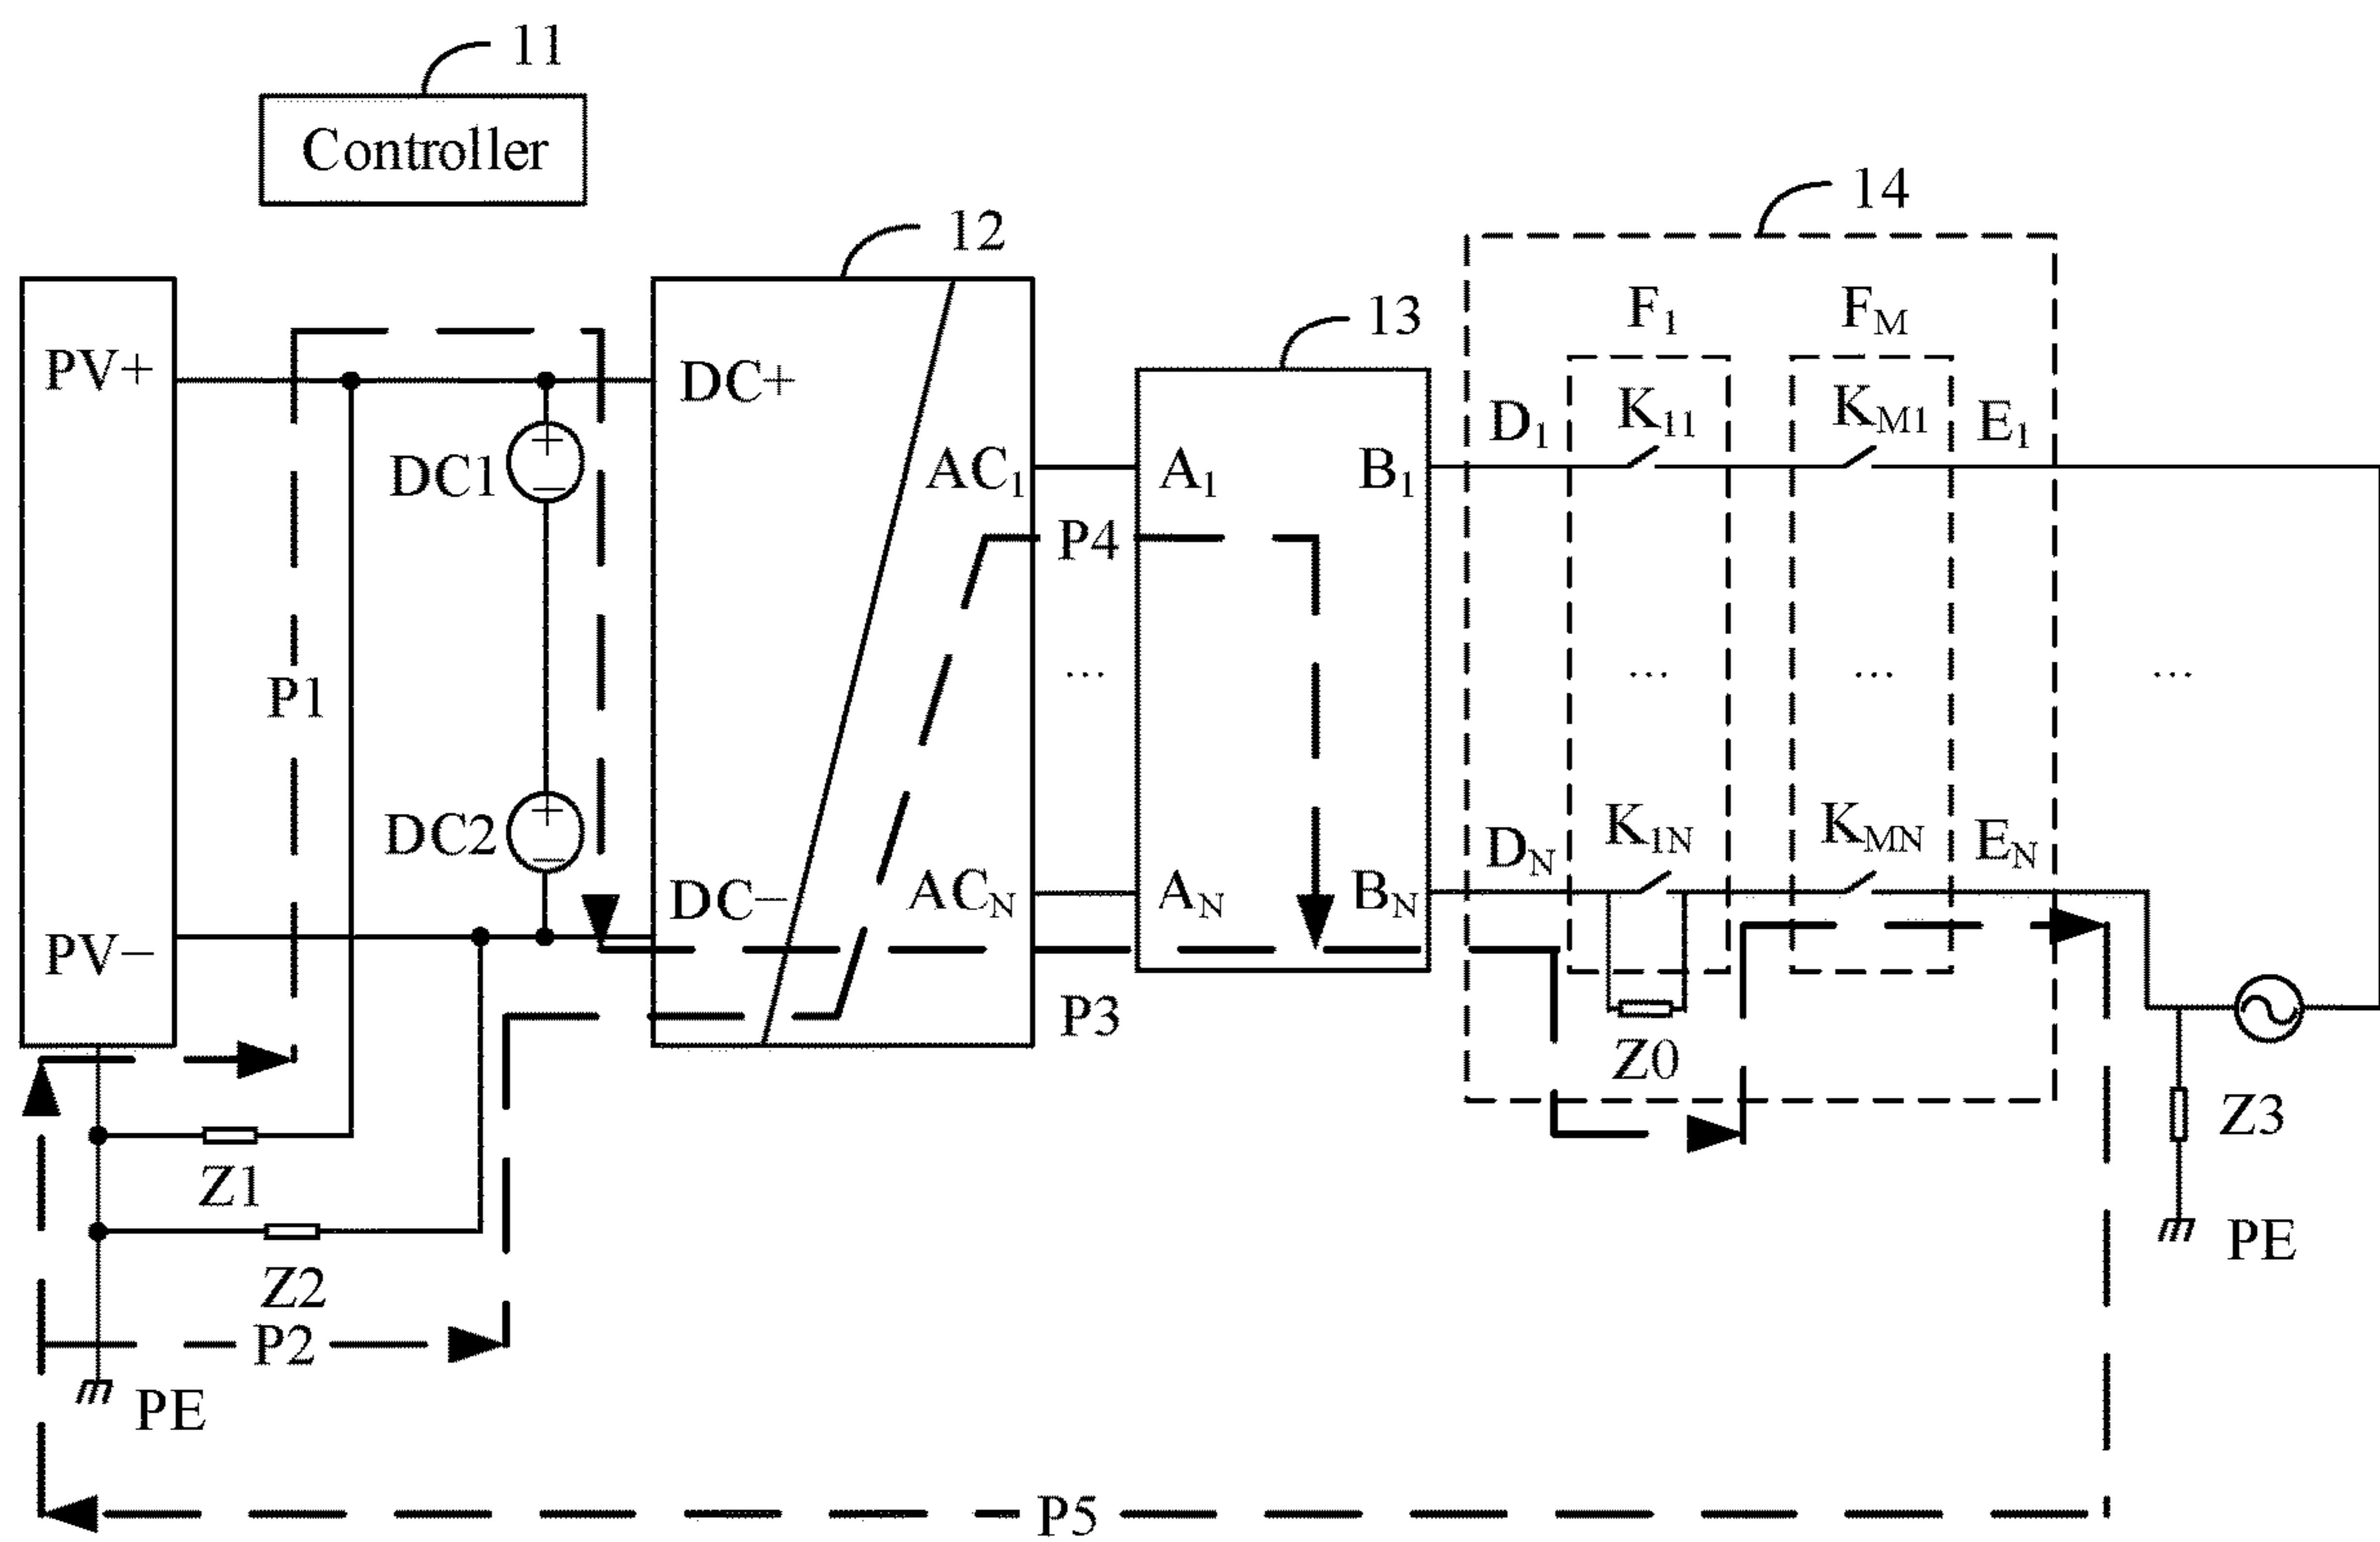 11
Controller
12
14
13
F1
FM
PV+
DC+
D1
K11
KM1
E1
DC1
+
−
AC1
A1
B1
P4
...
...
...
...
P1
DC2
+
−
DN
K1N
KMN
EN
DC−
ACN
AN
BN
PV−
P3
Z0
Z1
Z3
Z2
PE
P2
PE
P5